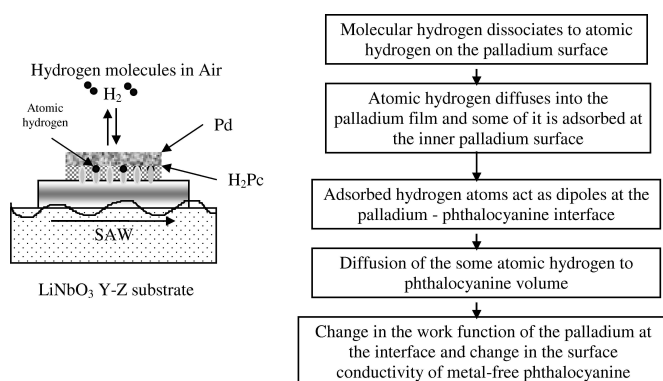 Hydrogen molecules in Air
H₂
Atomic
hydrogen
Pd
H₂Pc
SAW
LiNbO₃ Y-Z substrate
Molecular hydrogen dissociates to atomic
hydrogen on the palladium surface
Atomic hydrogen diffuses into the
palladium film and some of it is adsorbed at
the inner palladium surface
Adsorbed hydrogen atoms act as dipoles at the
palladium - phthalocyanine interface
Diffusion of the some atomic hydrogen to
phthalocyanine volume
Change in the work function of the palladium at
the interface and change in the surface
conductivity of metal-free phthalocyanine